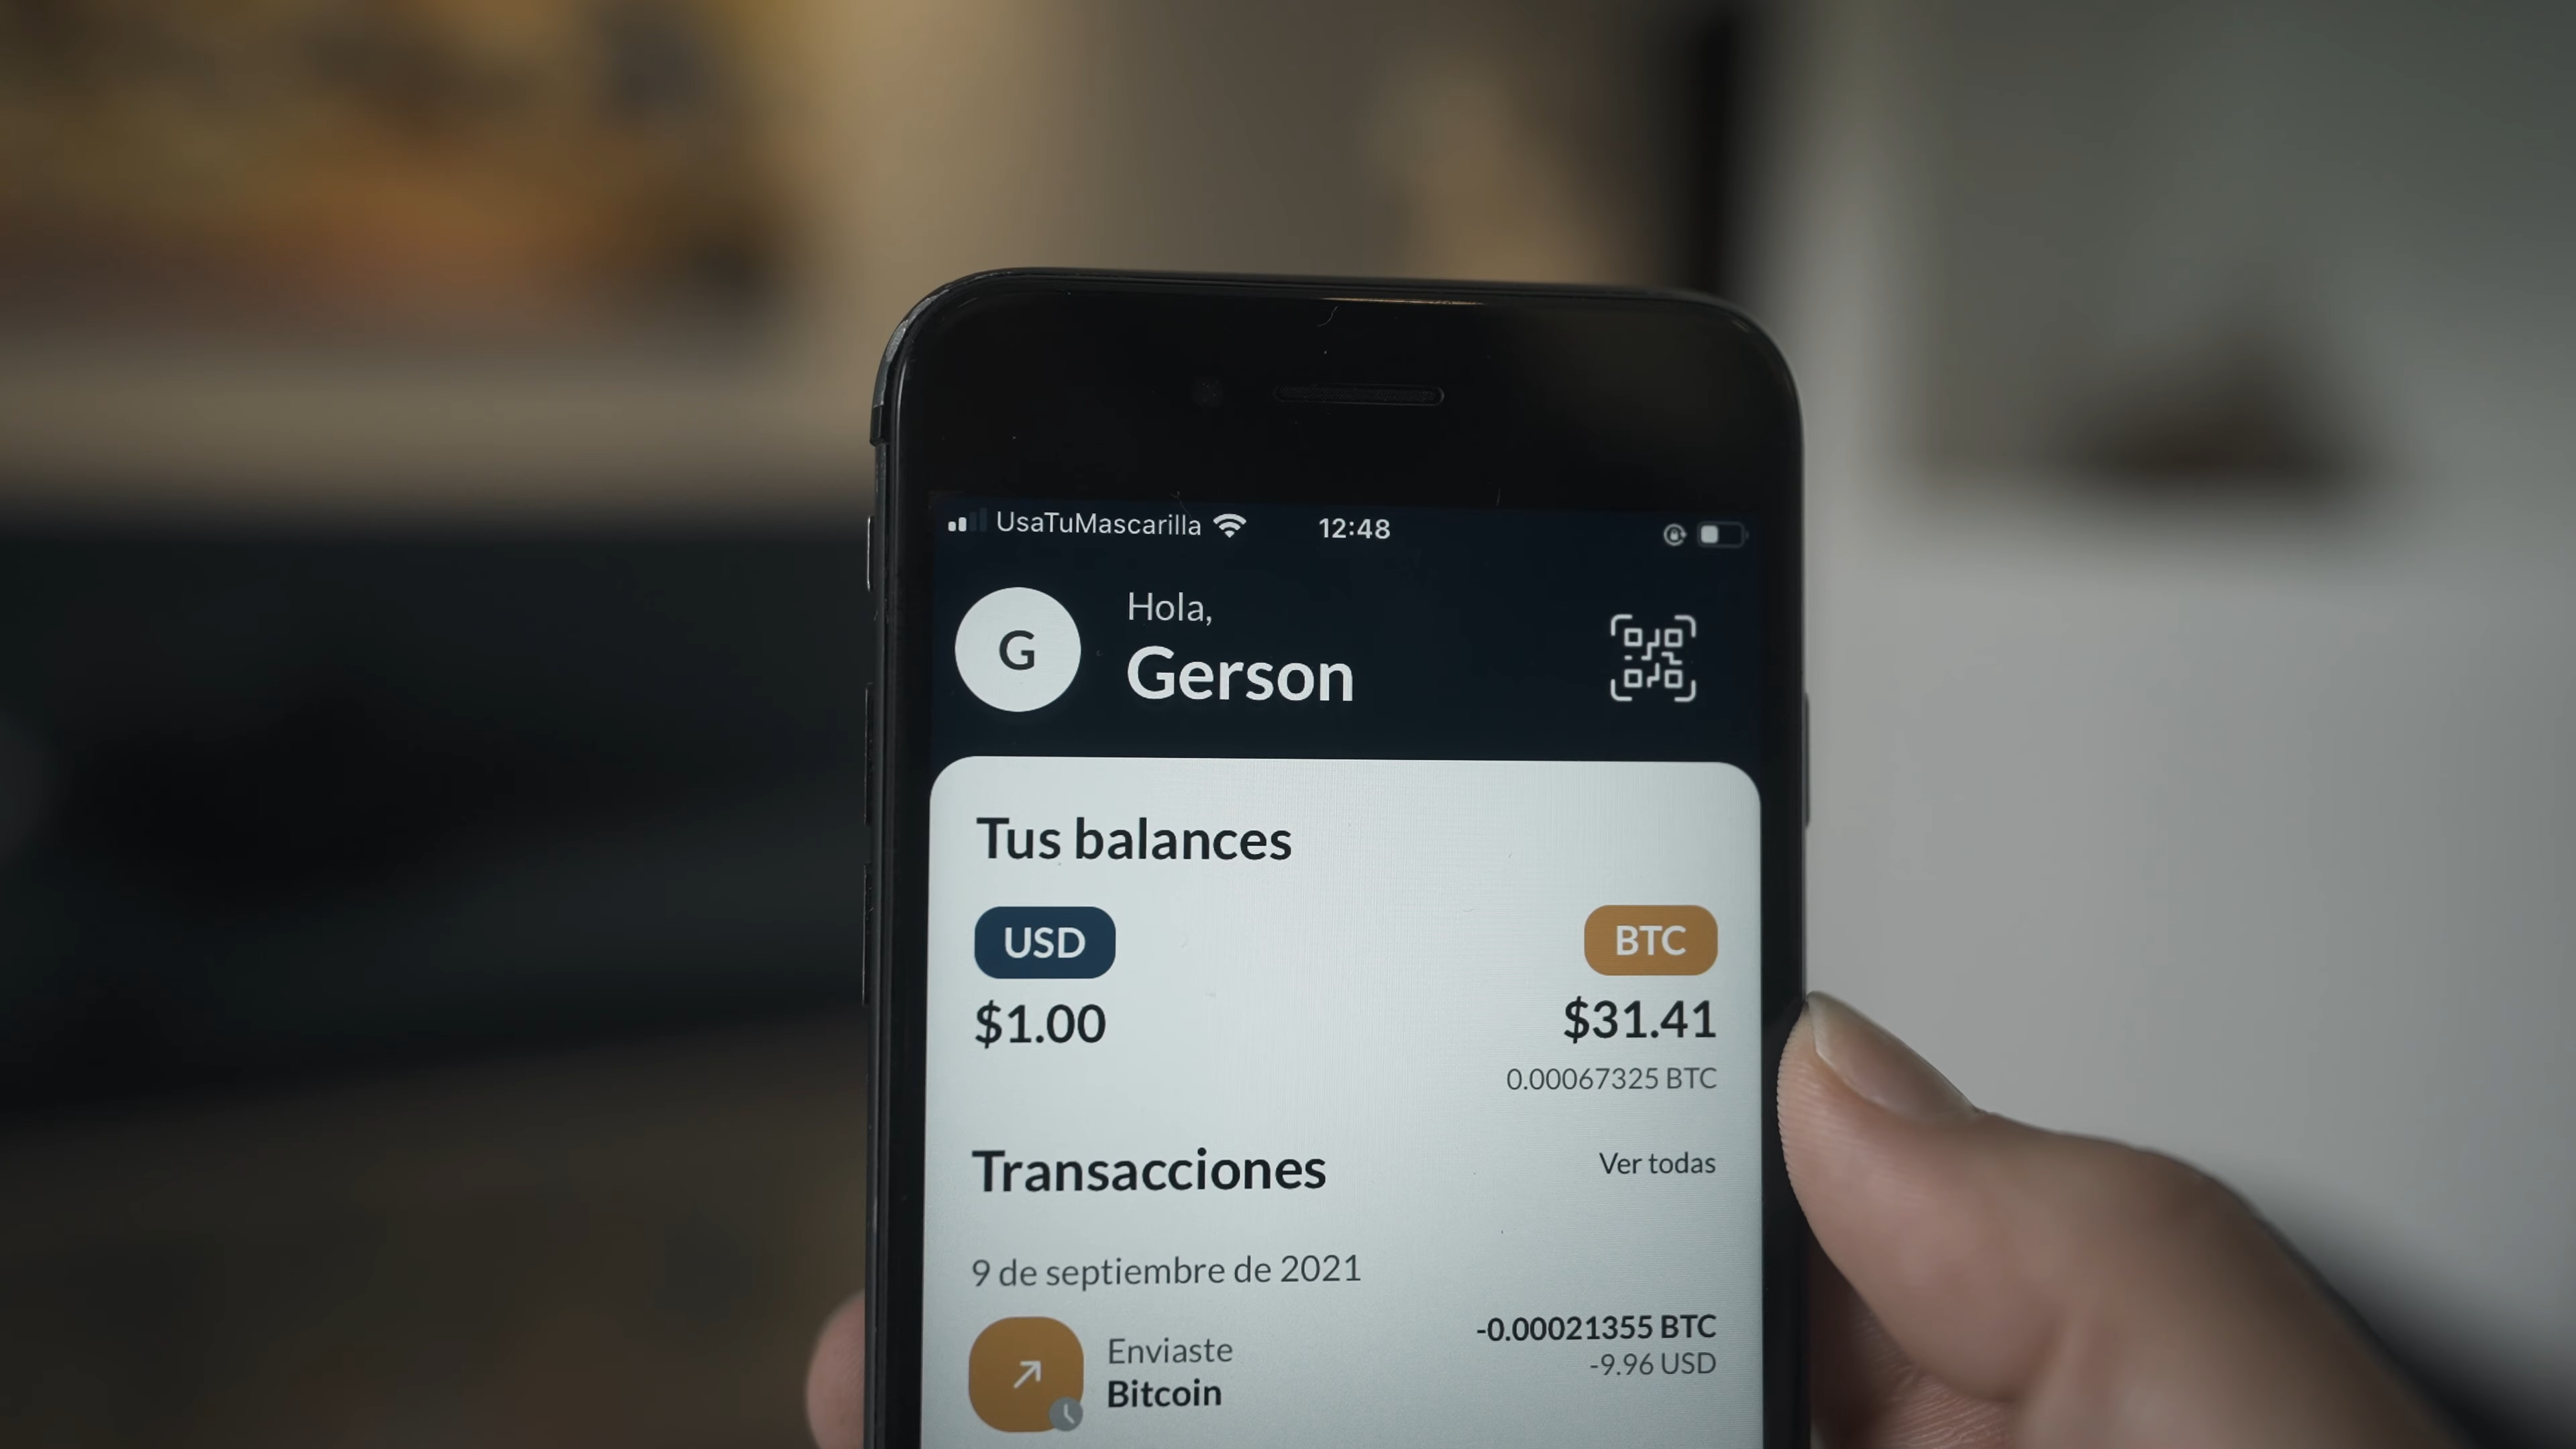 UsaTuMascarilla 12:48
G
Hola,
Gerson
Tus balances
USD BTC
$1.00 $31.41
0.00067325 BTC
Transacciones Ver todas
9 de septiembre de 2021
Enviaste
Bitcoin
-0.00021355 BTC
-9.96 USD